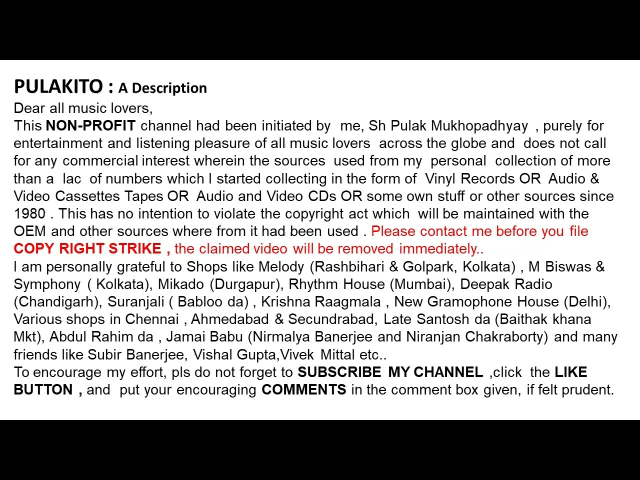 PULAKITO : A Description
Dear all music lovers,
This NON-PROFIT channel had been initiated by me, Sh Pulak Mukhopadhyay , purely for
entertainment and listening pleasure of all music lovers across the globe and does not call
for any commercial interest wherein the sources used from my personal collection of more
than a lac of numbers which I started collecting in the form of Vinyl Records OR Audio &
Video Cassettes Tapes OR Audio and Video CDs OR some own stuff or other sources since
1980 . This has no intention to violate the copyright act which will be maintained with the
OEM and other sources where from it had been used . Please contact me before you file
COPY RIGHT STRIKE , the claimed video will be removed immediately..
I am personally grateful to Shops like Melody (Rashbihari & Golpark, Kolkata) , M Biswas &
Symphony ( Kolkata), Mikado (Durgapur), Rhythm House (Mumbai), Deepak Radio
(Chandigarh), Suranjali ( Babloo da) , Krishna Raagmala , New Gramophone House (Delhi),
Various shops in Chennai , Ahmedabad & Secundrabad, Late Santosh da (Baithak khana
Mkt), Abdul Rahim da , Jamai Babu (Nirmalya Banerjee and Niranjan Chakraborty) and many
friends like Subir Banerjee, Vishal Gupta,Vivek Mittal etc..
To encourage my effort, pls do not forget to SUBSCRIBE MY CHANNEL ,click the LIKE
BUTTON , and put your encouraging COMMENTS in the comment box given, if felt prudent.